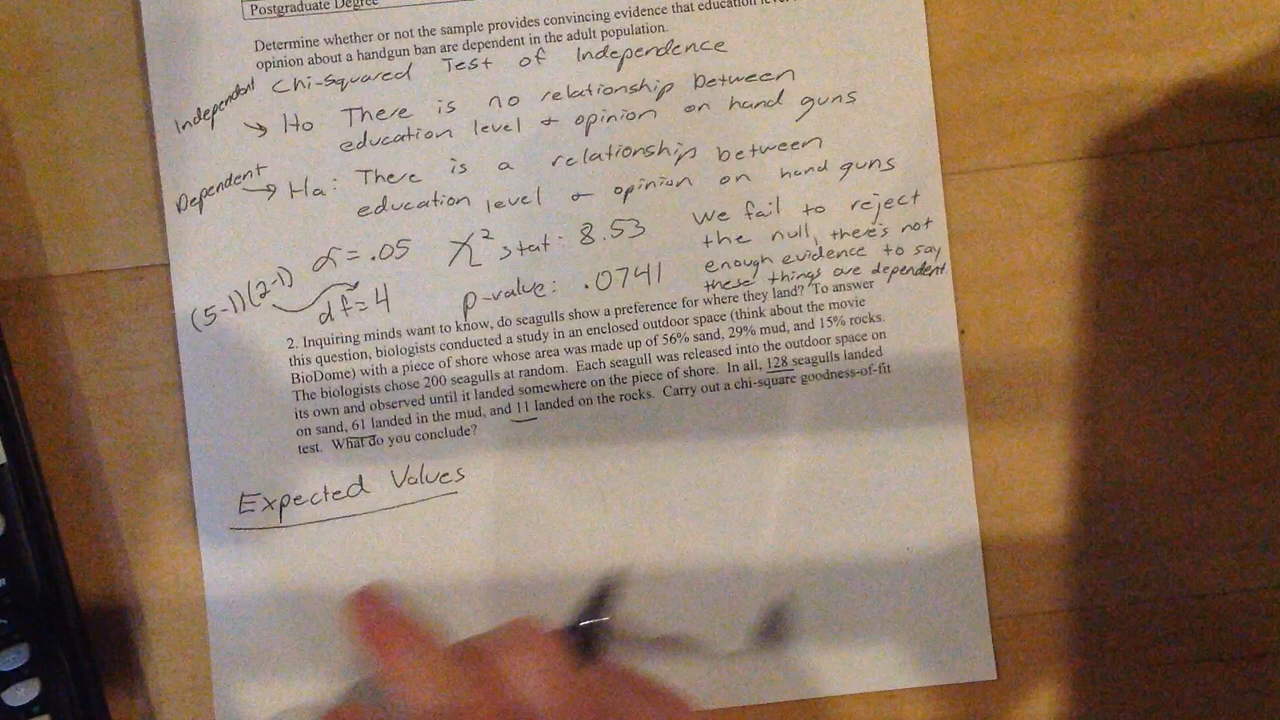 Postgraduate Degree
Determine whether or not the sample provides convincing evidence that education
opinion about a handgun ban are dependent in the adult population.
Independent Chi-Squared Test of Independence
Ho: There is no relationship between
education level + opinion on hand guns
Dependent
Ha: There is a relationship between
education level + opinion on hand guns
α = .05 χ² stat: 8.53
p-value: .0741
(5-1)(2-1)
df=4
We fail to reject
the null, there's not
enough evidence to say
these things are dependent.
2. Inquiring minds want to know, do seagulls show a preference for where they land? To answer
this question, biologists conducted a study in an enclosed outdoor space (think about the movie
BioDome) with a piece of shore whose area was made up of 56% sand, 29% mud, and 15% rocks.
The biologists chose 200 seagulls at random. Each seagull was released into the outdoor space on
its own and observed until it landed somewhere on the piece of shore. In all, 128 seagulls landed
on sand, 61 landed in the mud, and 11 landed on the rocks. Carry out a chi-square goodness-of-fit
test. What do you conclude?
Expected Values